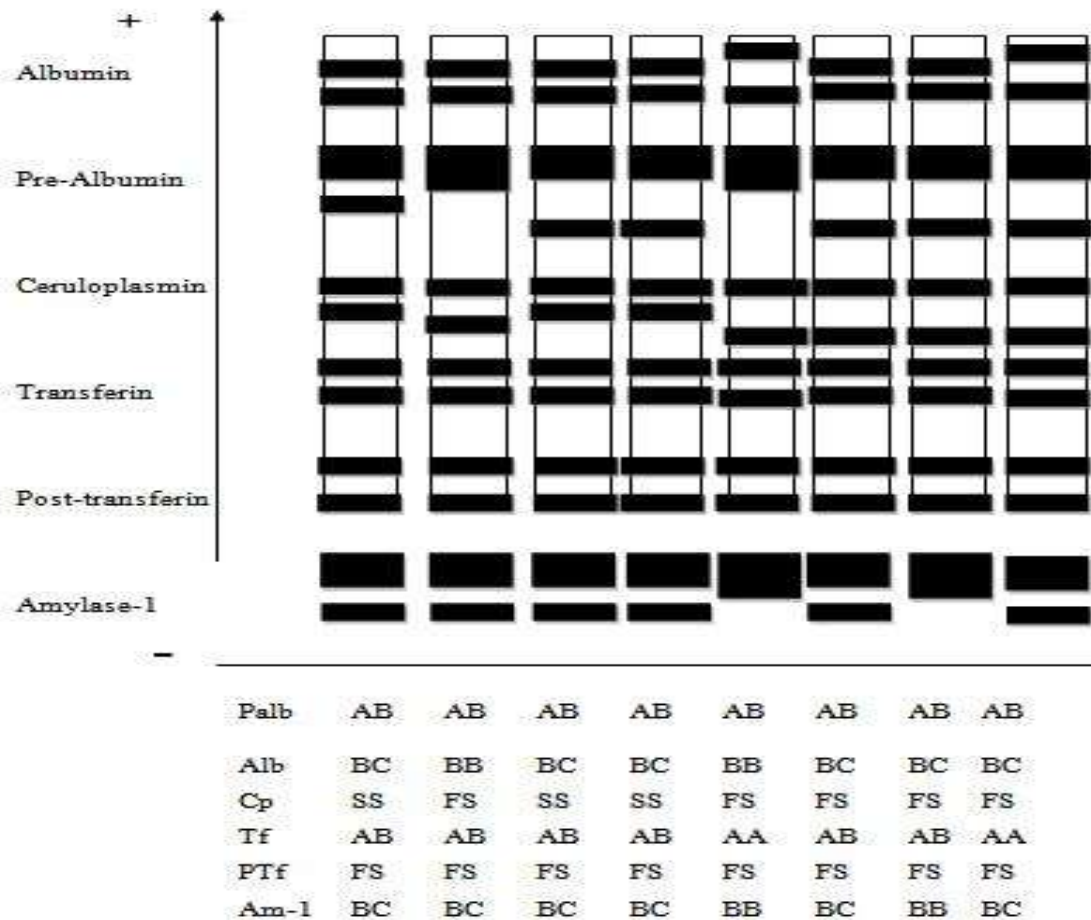 +
Albumin
Pre-Albumin
Ceruloplasmin
Transferin
Post-transferin
Amylase-1
-
Palb AB AB AB AB AB AB AB AB
Alb BC BB BC BC BB BC BC BC
Cp SS FS SS SS FS FS FS FS
Tf AB AB AB AB AA AB AB AA
PTf FS FS FS FS FS FS FS FS
Am-1 BC BC BC BC BB BC BB BC